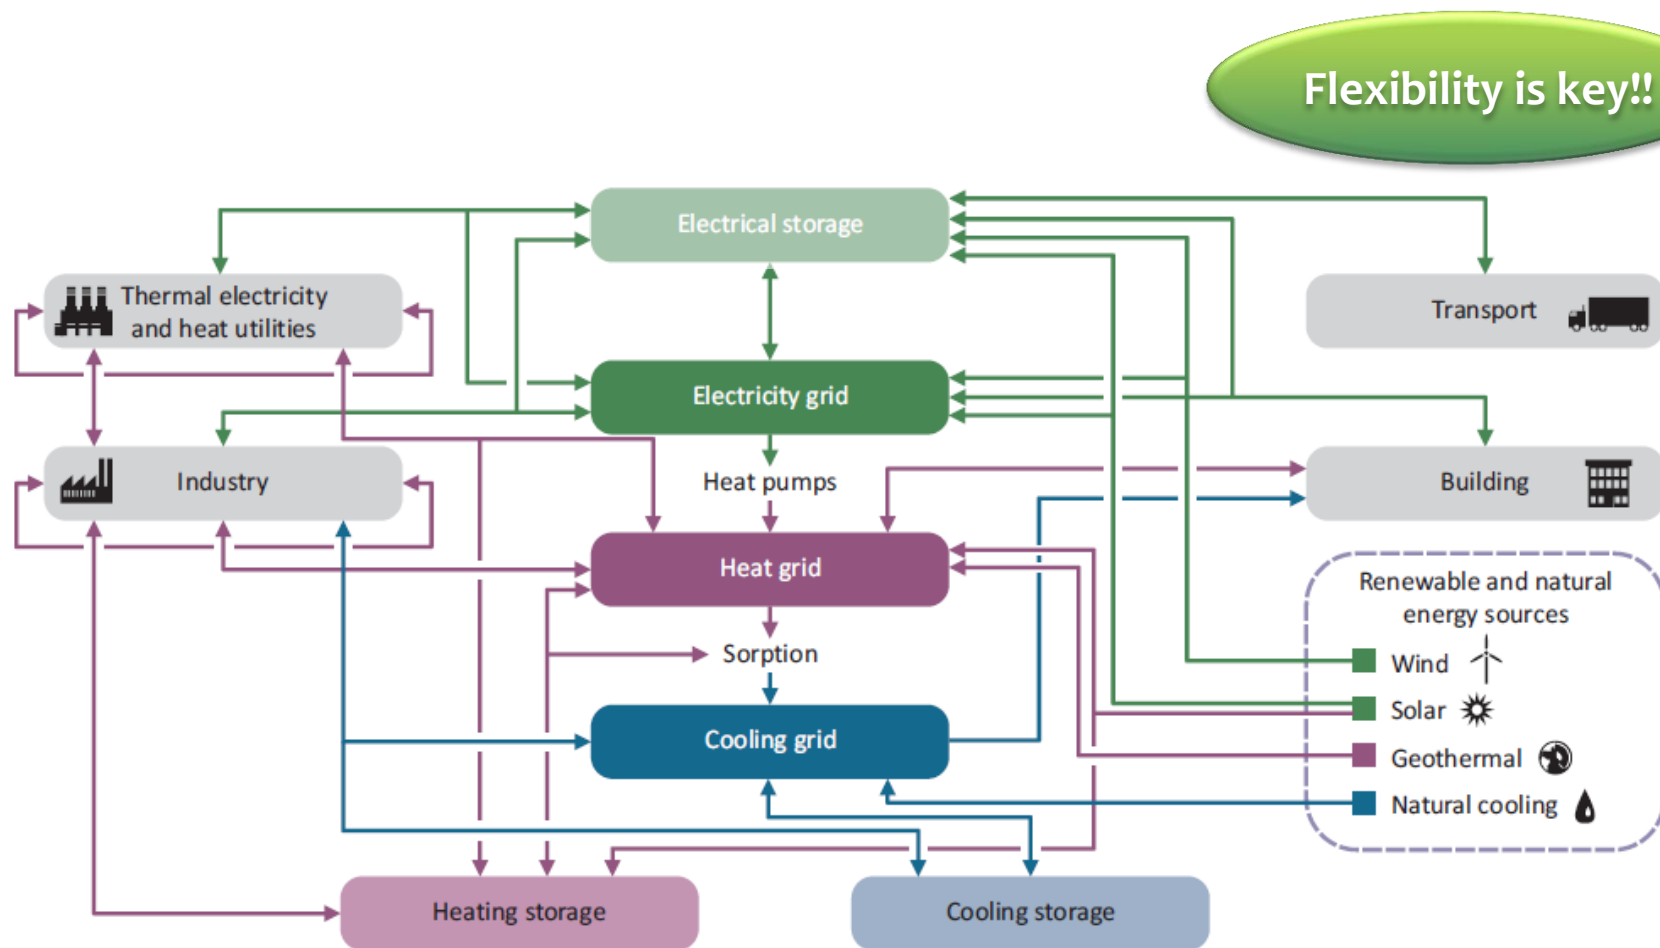 Flexibility is key!!
Electrical storage
Thermal electricity
and heat utilities
Transport
Electricity grid
Industry
Heat pumps
Building
Heat grid
Renewable and natural
energy sources
Sorption
Wind
Solar
Cooling grid
Geothermal
Natural cooling
Heating storage
Cooling storage